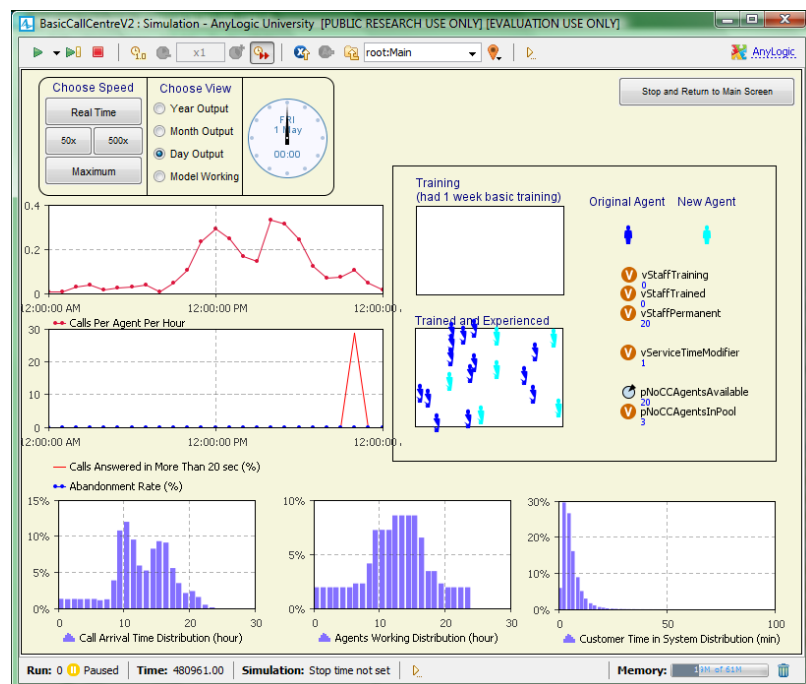 BasicCallCentreV2 : Simulation - AnyLogic University [PUBLIC RESEARCH USE ONLY] [EVALUATION USE ONLY]
x1
root:Main
AnyLogic
Choose Speed
Real Time
50x
500x
Maximum
Choose View
Year Output
Month Output
Day Output
Model Working
FRI
1 May
00:00
Stop and Return to Main Screen
0.4
0.2
0
12:00:00 AM
12:00:00 PM
12:00:00
Calls Per Agent Per Hour
30
20
10
0
12:00:00 AM
12:00:00 PM
12:00:00
Calls Answered in More Than 20 sec (%)
Abandonment Rate (%)
Training
(had 1 week basic training)
Trained and Experienced
Original Agent
New Agent
vStaffTraining
0
vStaffTrained
0
vStaffPermanent
20
vServiceTimeModifier
1
pNoCCAgentsAvailable
20
pNoCCAgentsInPool
3
15%
10%
5%
0%
0
10
20
30
Call Arrival Time Distribution (hour)
10%
5%
0%
0
10
20
30
Agents Working Distribution (hour)
30%
20%
10%
0%
0
50
100
Customer Time in System Distribution (min)
Run: 0
Paused
Time: 480961.00
Simulation: Stop time not set
Memory:
19M of 61M